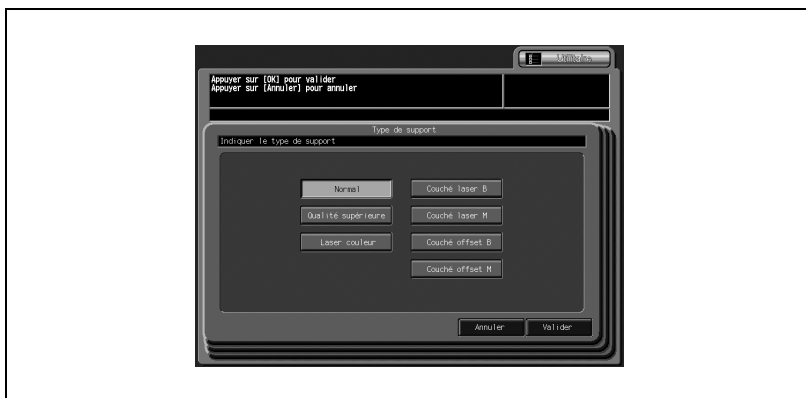 Utilitaire
Appuyer sur [OK] pour valider
Appuyer sur [Annuler] pour annuler
Type de support
Indiquer le type de support
Normal
Qualité supérieure
Laser couleur
Couché laser B
Couché laser M
Couché offset B
Couché offset M
Annuler
Valider